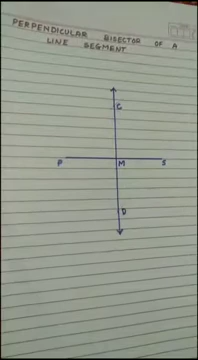 PERPENDICULAR BISECTOR OF A
LINE SEGMENT
C
P M S
D